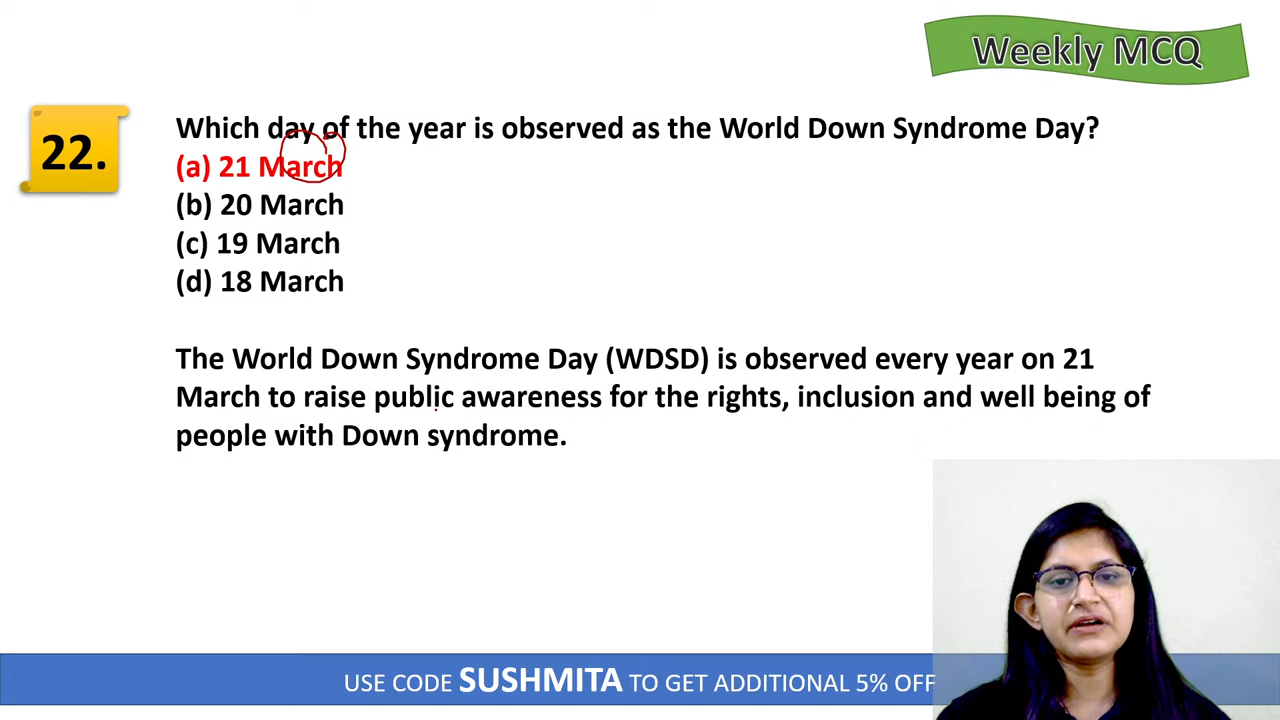 Weekly MCQ
22.
Which day of the year is observed as the World Down Syndrome Day?
(a) 21 March
(b) 20 March
(c) 19 March
(d) 18 March
The World Down Syndrome Day (WDSD) is observed every year on 21
March to raise public awareness for the rights, inclusion and well being of
people with Down syndrome.
USE CODE SUSHMITA TO GET ADDITIONAL 5% OFF